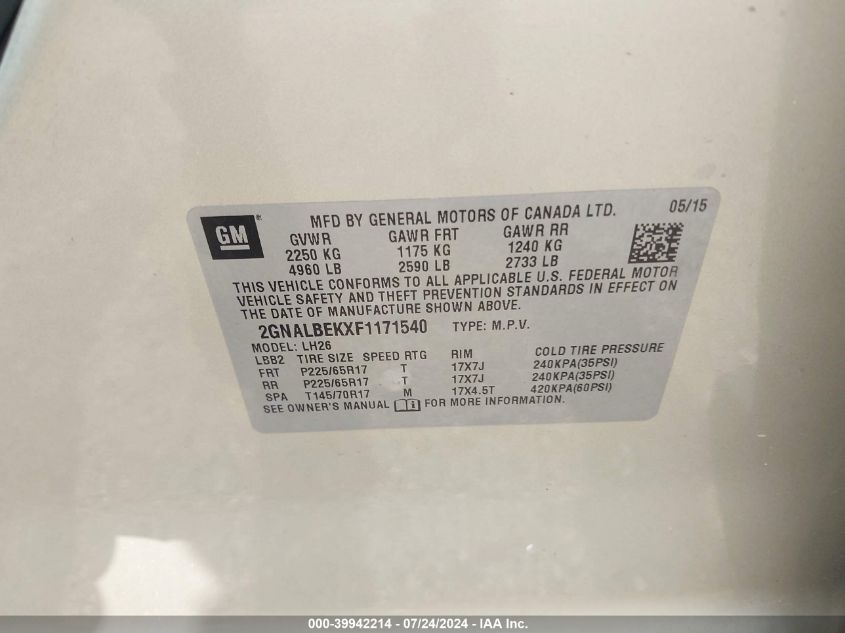 GM
MFD BY GENERAL MOTORS OF CANADA LTD. 05/15
GVWR GAWR FRT GAWR RR
2250 KG 1175 KG 1240 KG
4960 LB 2590 LB 2733 LB
THIS VEHICLE CONFORMS TO ALL APPLICABLE U.S. FEDERAL MOTOR
VEHICLE SAFETY AND THEFT PREVENTION STANDARDS IN EFFECT ON
THE DATE OF MANUFACTURE SHOWN ABOVE.
2GNALBEKXF1171540 TYPE: M.P.V.
MODEL: LH26
LBB2 TIRE SIZE SPEED RTG RIM COLD TIRE PRESSURE
FRT P225/65R17 T 17X7J 240KPA(35PSI)
RR P225/65R17 T 17X7J 240KPA(35PSI)
SPA T145/70R17 M 17X4.5T 420KPA(60PSI)
SEE OWNER'S MANUAL FOR MORE INFORMATION.
000-39942214 - 07/24/2024 - IAA Inc.